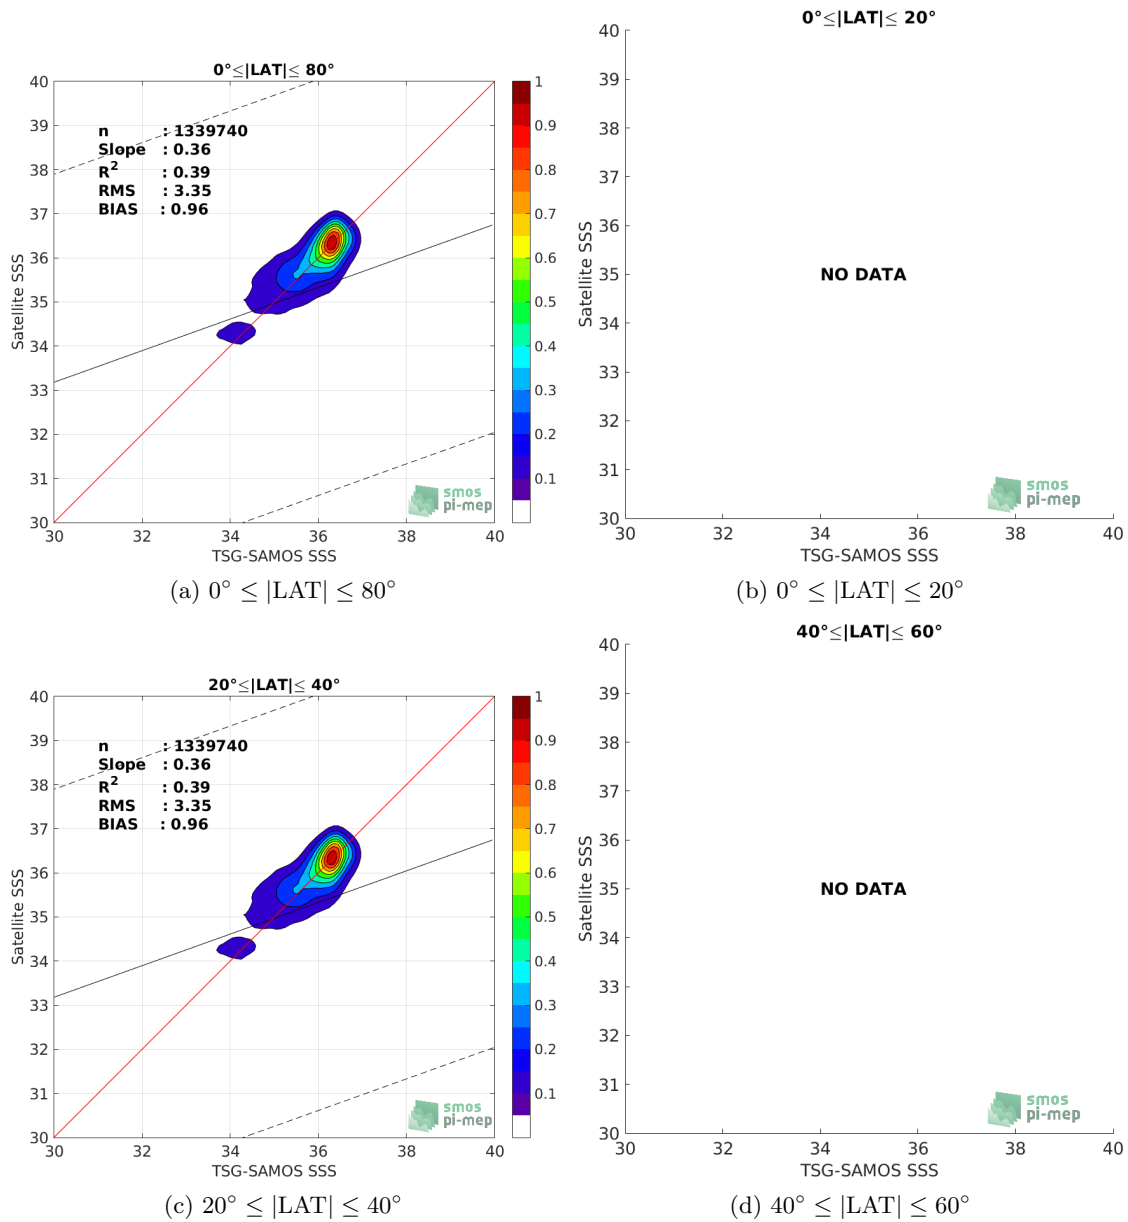 0°≤|LAT|≤ 80°
40
39
38
37
36
35
34
33
32
31
30
Satellite SSS
n : 1339740
Slope : 0.36
R2 : 0.39
RMS : 3.35
BIAS : 0.96
smos
pi-mep
30 32 34 36 38 40
TSG-SAMOS SSS
1
0.9
0.8
0.7
0.6
0.5
0.4
0.3
0.2
0.1
(a) 0° ≤ |LAT| ≤ 80°
0°≤|LAT|≤ 20°
40
39
38
37
36
35
34
33
32
31
30
Satellite SSS
NO DATA
smos
pi-mep
30 32 34 36 38 40
TSG-SAMOS SSS
(b) 0° ≤ |LAT| ≤ 20°
20°≤|LAT|≤ 40°
40
39
38
37
36
35
34
33
32
31
30
Satellite SSS
n : 1339740
Slope : 0.36
R2 : 0.39
RMS : 3.35
BIAS : 0.96
smos
pi-mep
30 32 34 36 38 40
TSG-SAMOS SSS
1
0.9
0.8
0.7
0.6
0.5
0.4
0.3
0.2
0.1
(c) 20° ≤ |LAT| ≤ 40°
40°≤|LAT|≤ 60°
40
39
38
37
36
35
34
33
32
31
30
Satellite SSS
NO DATA
smos
pi-mep
30 32 34 36 38 40
TSG-SAMOS SSS
(d) 40° ≤ |LAT| ≤ 60°